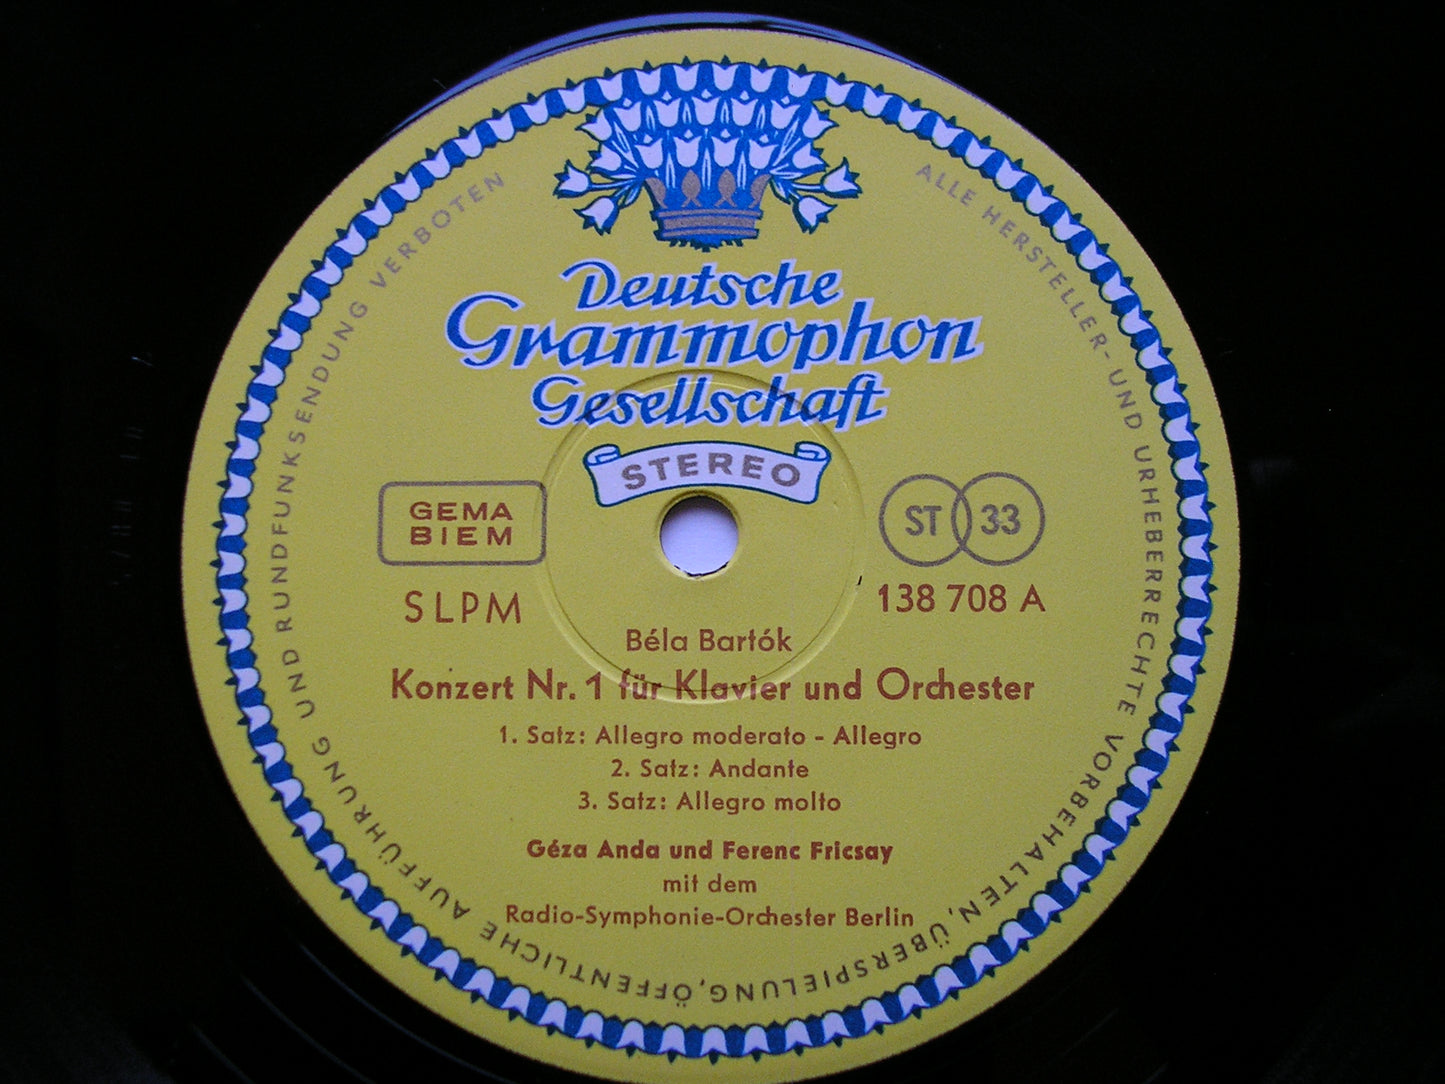 Deutsche
Grammophon
Gesellschaft
STEREO
GEMA
BIEM
ST 33
SLPM
138 708 A
Béla Bartók
Konzert Nr. 1 für Klavier und Orchester
1. Satz: Allegro moderato - Allegro
2. Satz: Andante
3. Satz: Allegro molto
Géza Anda und Ferenc Fricsay
mit dem
Radio-Symphonie-Orchester Berlin
ALLE HERSTELLER- UND URHEBERRECHTE VORBEHALTEN, ÜBERSPIELUNG, ÖFFENTLICHE AUFFÜHRUNG UND RUNDFUNKSENDUNG VERBOTEN